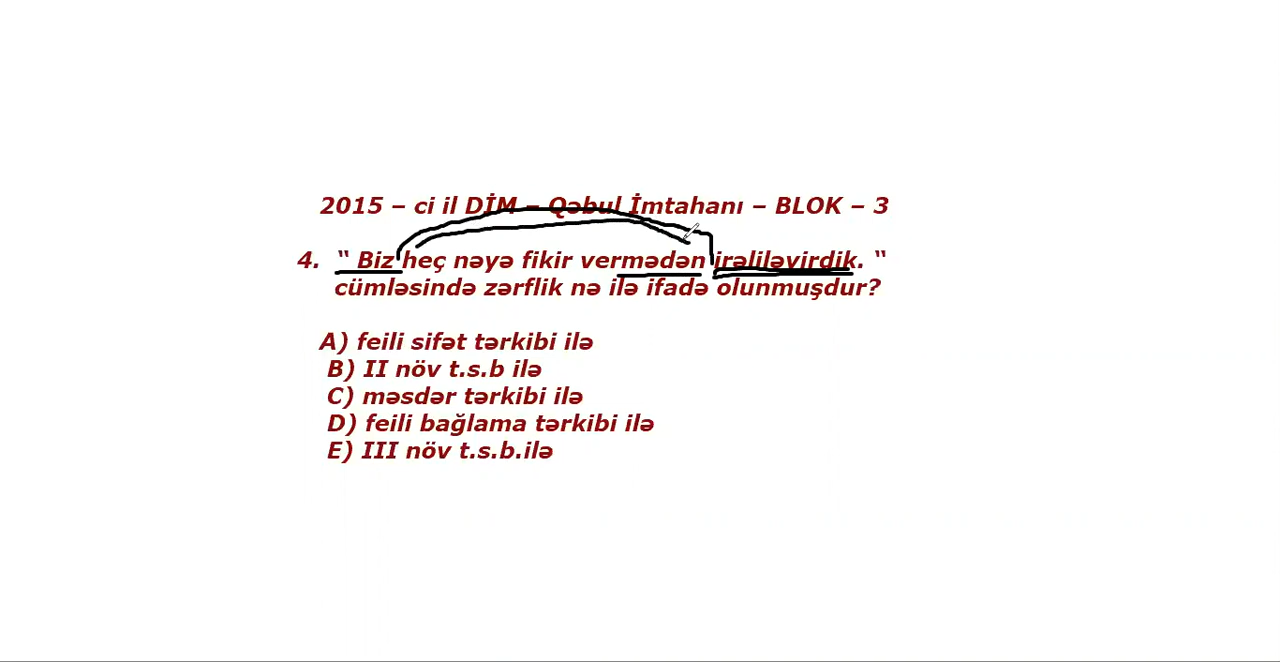 2015 – ci il DİM – Qəbul İmtahanı – BLOK – 3
4. “ Biz heç nəyə fikir vermədən irəliləyirdik. “
cümləsində zərflik nə ilə ifadə olunmuşdur?
A) feili sifət tərkibi ilə
B) II növ t.s.b ilə
C) məsdər tərkibi ilə
D) feili bağlama tərkibi ilə
E) III növ t.s.b.ilə